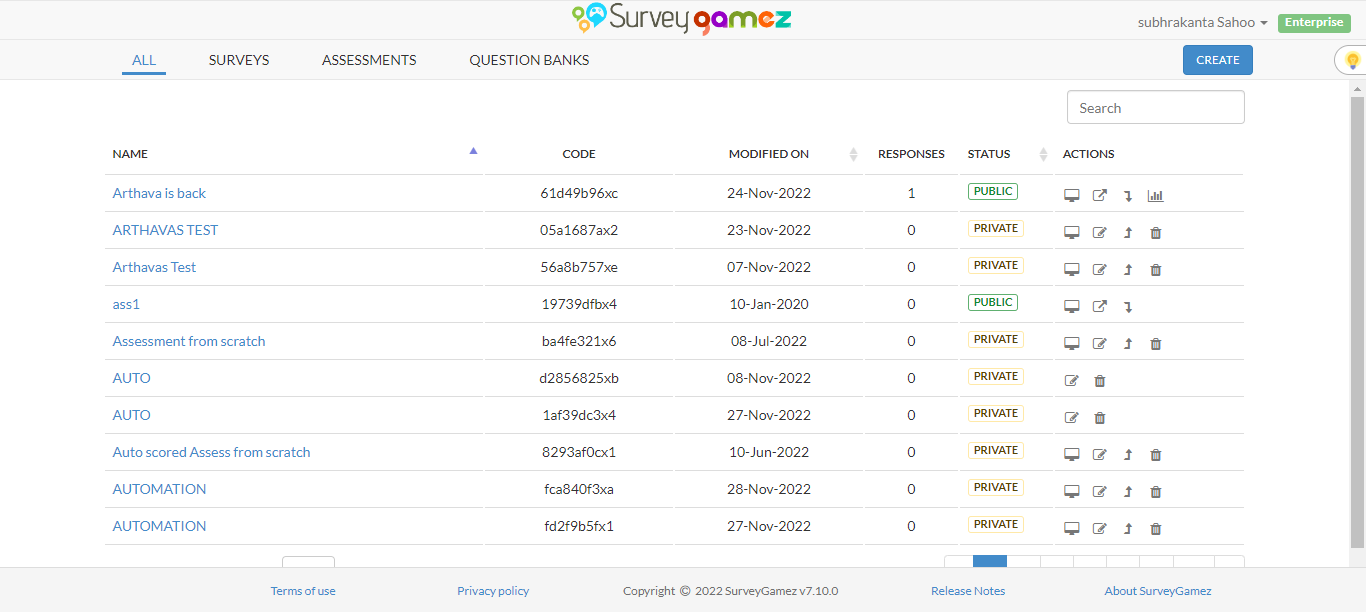 Survey gamez
subhrakanta Sahoo Enterprise
ALL SURVEYS ASSESSMENTS QUESTION BANKS CREATE
Search
NAME CODE MODIFIED ON RESPONSES STATUS ACTIONS
Arthava is back 61d49b96xc 24-Nov-2022 1 PUBLIC
ARTHAVAS TEST 05a1687ax2 23-Nov-2022 0 PRIVATE
Arthavas Test 56a8b757xe 07-Nov-2022 0 PRIVATE
ass1 19739dfbx4 10-Jan-2020 0 PUBLIC
Assessment from scratch ba4fe321x6 08-Jul-2022 0 PRIVATE
AUTO d2856825xb 08-Nov-2022 0 PRIVATE
AUTO 1af39dc3x4 27-Nov-2022 0 PRIVATE
Auto scored Assess from scratch 8293af0cx1 10-Jun-2022 0 PRIVATE
AUTOMATION fca840f3xa 28-Nov-2022 0 PRIVATE
AUTOMATION fd2f9b5fx1 27-Nov-2022 0 PRIVATE
Terms of use Privacy policy Copyright © 2022 SurveyGamez v7.10.0 Release Notes About SurveyGamez